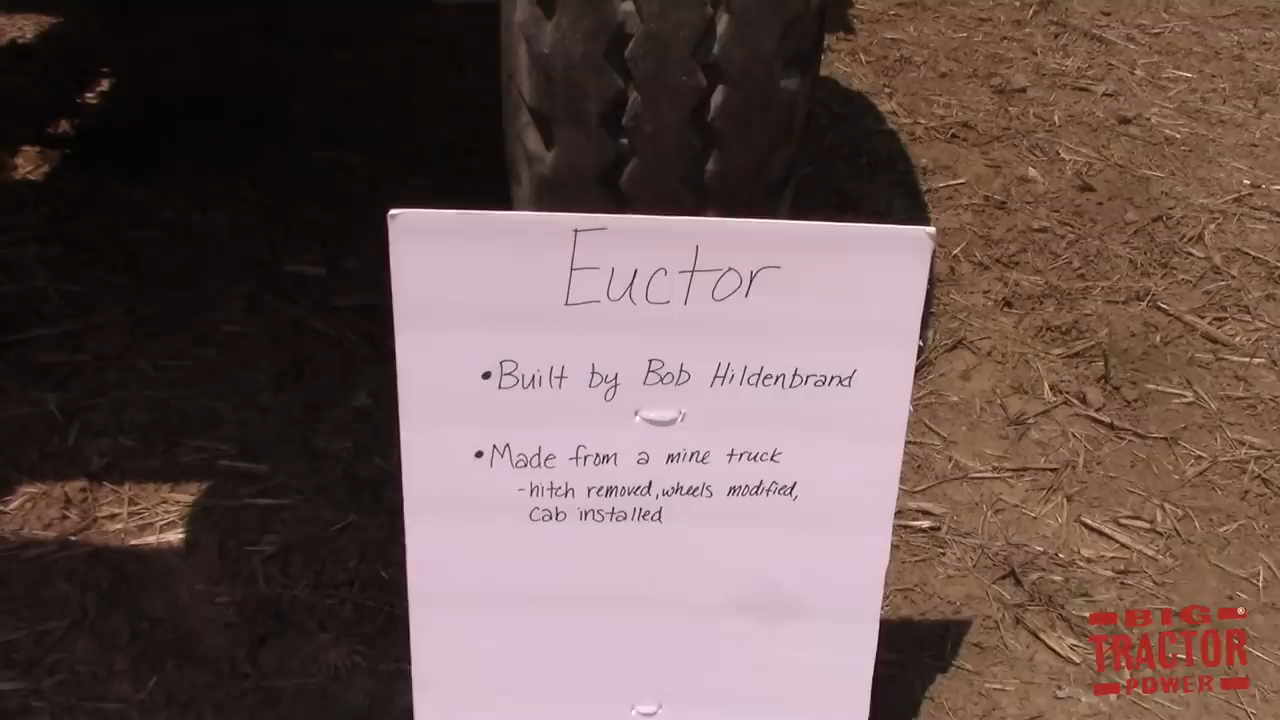 Euctor
•Built by Bob Hildenbrand
•Made from a mine truck
-hitch removed, wheels modified,
cab installed
BIG®
TRACTOR
POWER